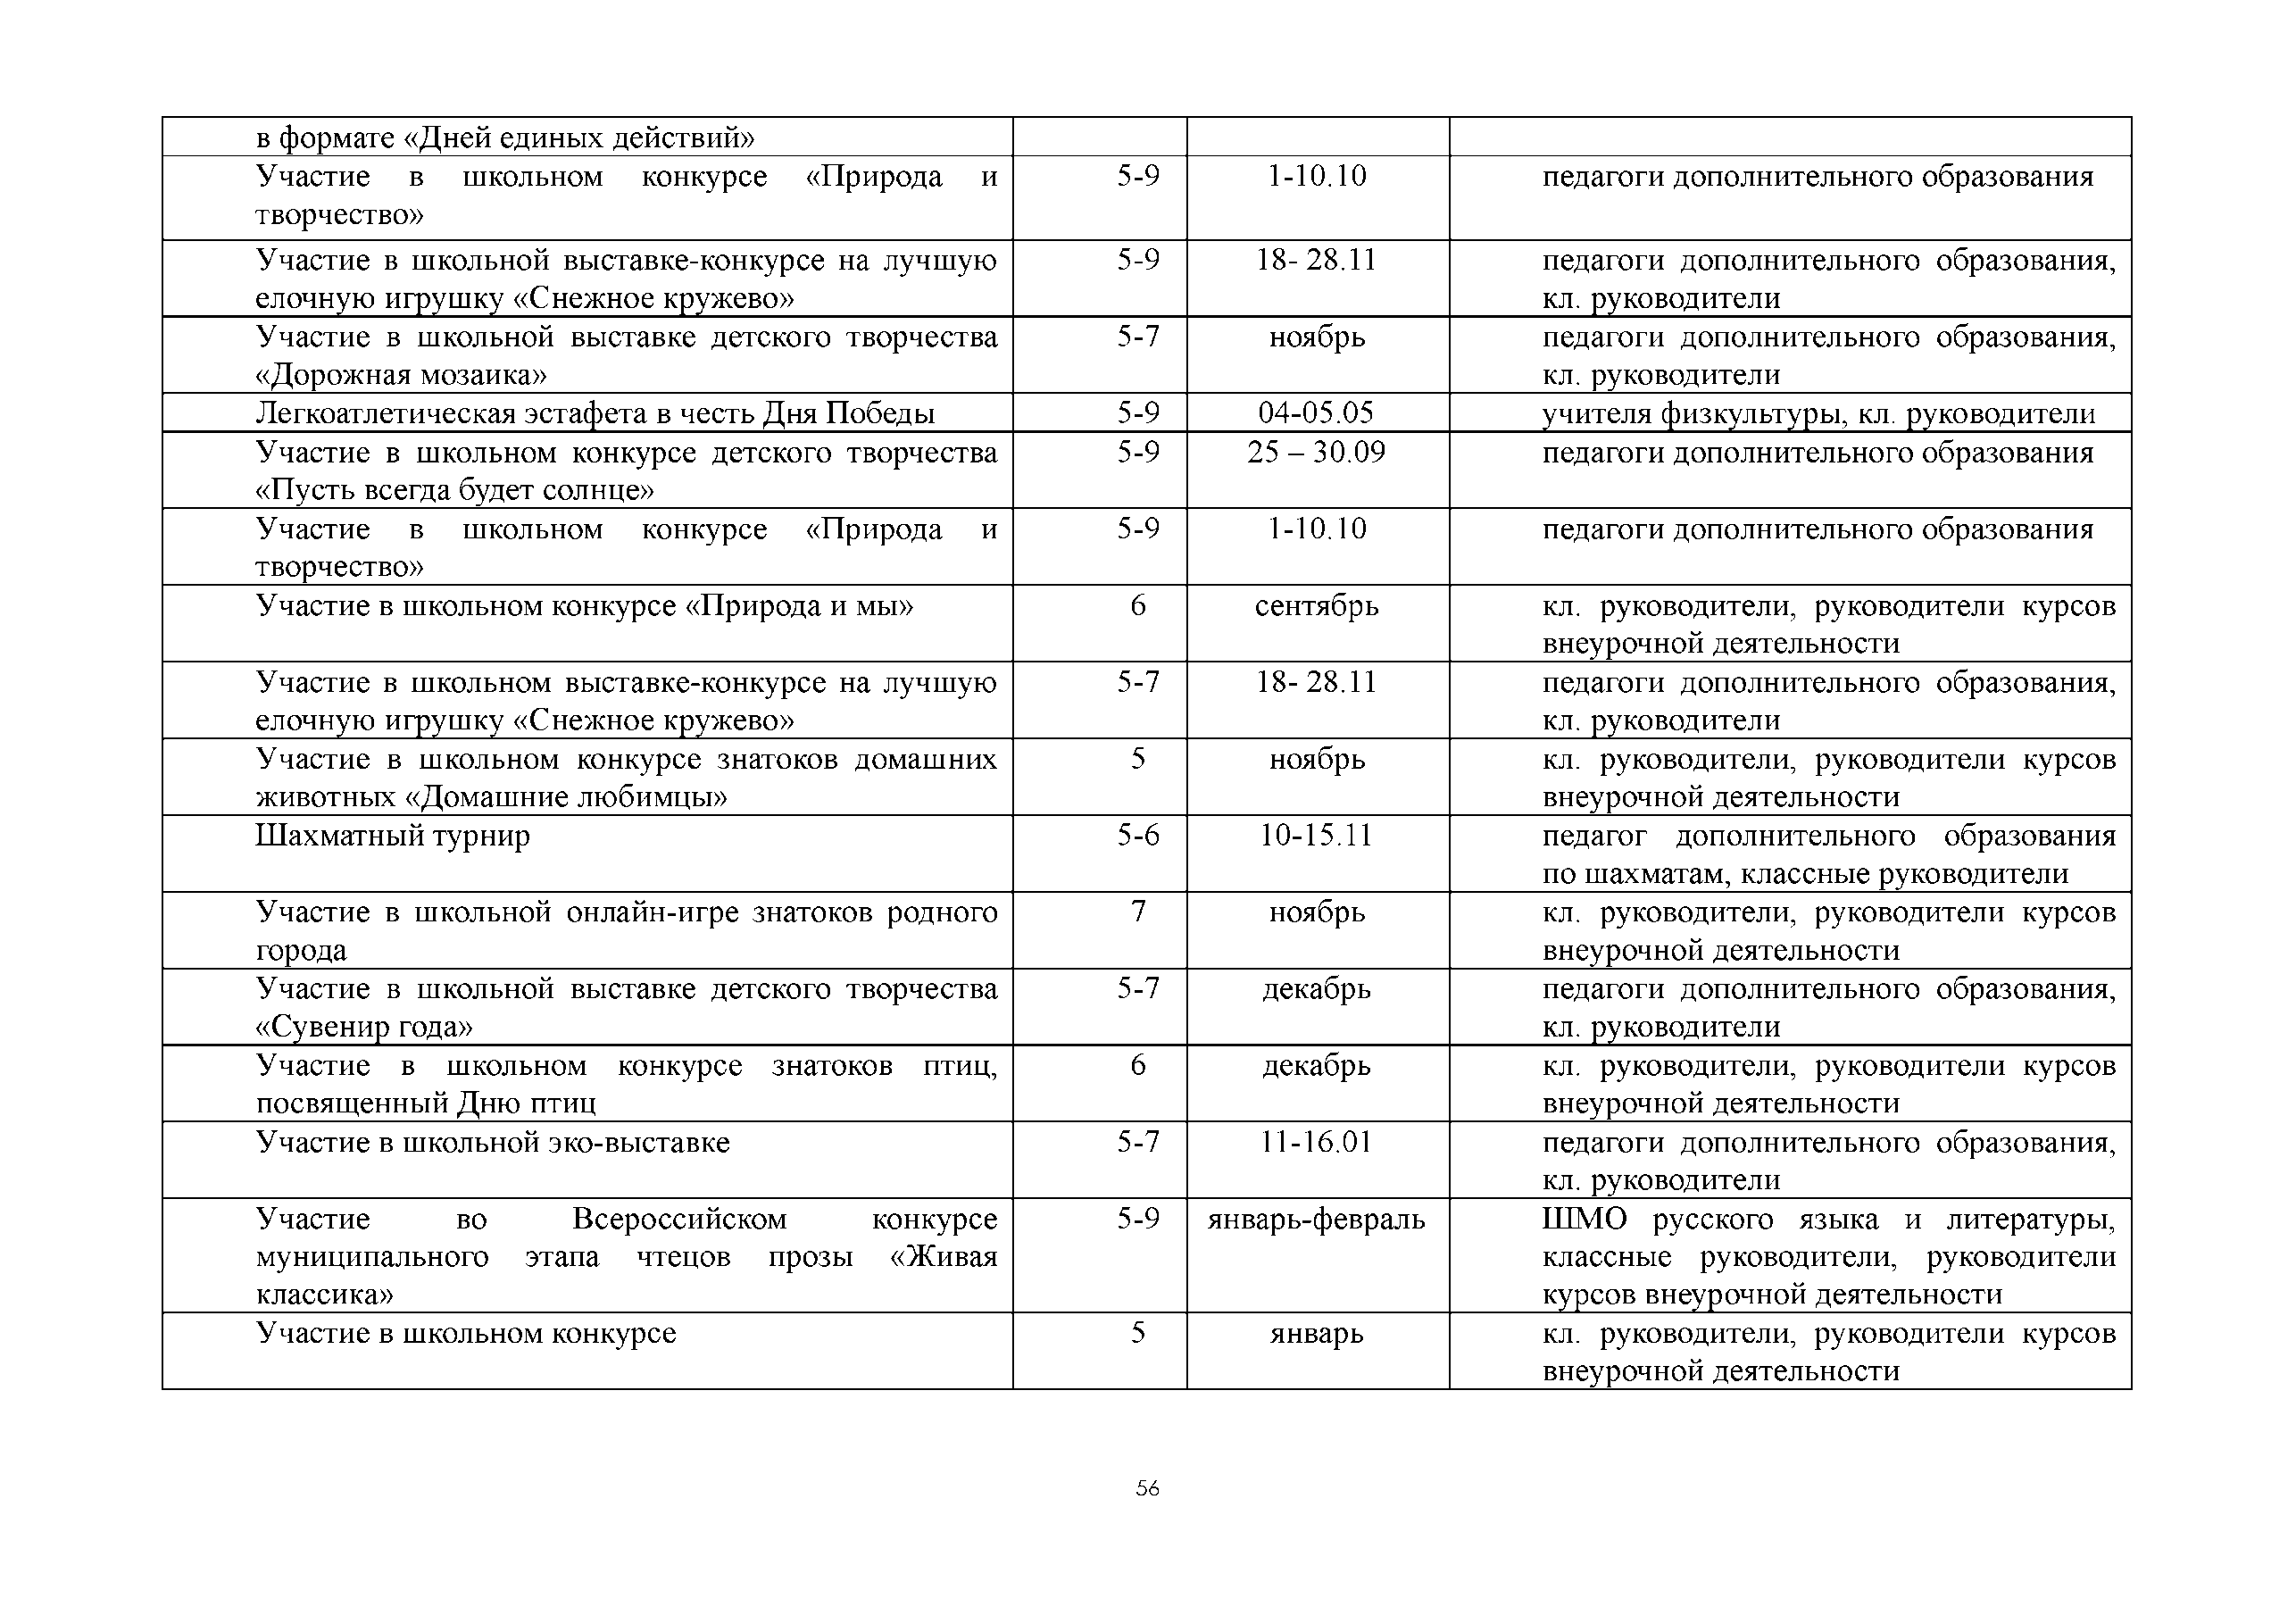 в формате «Дней единых действий»
Участие в школьном конкурсе «Природа и 5-9 1-10.10 педагоги дополнительного образования
творчество»
Участие в школьной выставке-конкурсе на лучшую 5-9 18- 28.11 педагоги дополнительного образования,
елочную игрушку «Снежное кружево» кл. руководители
Участие в школьной выставке детского творчества 5-7 ноябрь педагоги дополнительного образования,
«Дорожная мозаика» кл. руководители
Легкоатлетическая эстафета в честь Дня Победы 5-9 04-05.05 учителя физкультуры, кл. руководители
Участие в школьном конкурсе детского творчества 5-9 25 – 30.09 педагоги дополнительного образования
«Пусть всегда будет солнце»
Участие в школьном конкурсе «Природа и 5-9 1-10.10 педагоги дополнительного образования
творчество»
Участие в школьном конкурсе «Природа и мы» 6 сентябрь кл. руководители, руководители курсов
внеурочной деятельности
Участие в школьном выставке-конкурсе на лучшую 5-7 18- 28.11 педагоги дополнительного образования,
елочную игрушку «Снежное кружево» кл. руководители
Участие в школьном конкурсе знатоков домашних 5 ноябрь кл. руководители, руководители курсов
животных «Домашние любимцы» внеурочной деятельности
Шахматный турнир 5-6 10-15.11 педагог дополнительного образования
по шахматам, классные руководители
Участие в школьной онлайн-игре знатоков родного 7 ноябрь кл. руководители, руководители курсов
города внеурочной деятельности
Участие в школьной выставке детского творчества 5-7 декабрь педагоги дополнительного образования,
«Сувенир года» кл. руководители
Участие в школьном конкурсе знатоков птиц, 6 декабрь кл. руководители, руководители курсов
посвященный Дню птиц внеурочной деятельности
Участие в школьной эко-выставке 5-7 11-16.01 педагоги дополнительного образования,
кл. руководители
Участие во Всероссийском конкурсе 5-9 январь-февраль ШМО русского языка и литературы,
муниципального этапа чтецов прозы «Живая классные руководители, руководители
классика» курсов внеурочной деятельности
Участие в школьном конкурсе 5 январь кл. руководители, руководители курсов
внеурочной деятельности
56